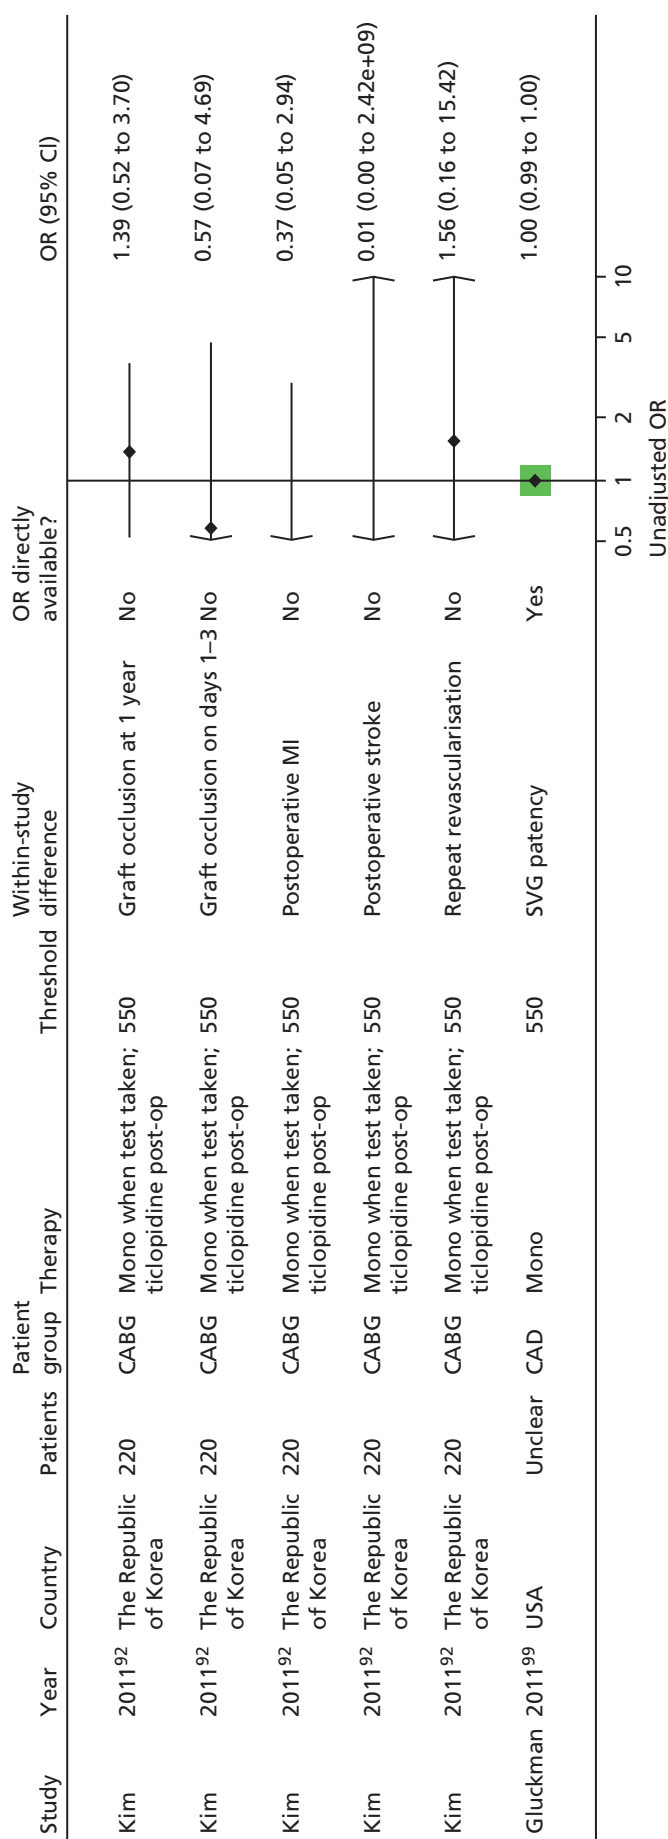 Study Year Country Patients Patient group Therapy Threshold Within-study difference OR directly available? OR (95% CI)
Kim 2011⁹² The Republic of Korea 220 CABG Mono when test taken; ticlopidine post-op 550 Graft occlusion at 1 year No 1.39 (0.52 to 3.70)
Kim 2011⁹² The Republic of Korea 220 CABG Mono when test taken; ticlopidine post-op 550 Graft occlusion on days 1–3 No 0.57 (0.07 to 4.69)
Kim 2011⁹² The Republic of Korea 220 CABG Mono when test taken; ticlopidine post-op 550 Postoperative MI No 0.37 (0.05 to 2.94)
Kim 2011⁹² The Republic of Korea 220 CABG Mono when test taken; ticlopidine post-op 550 Postoperative stroke No 0.01 (0.00 to 2.42e+09)
Kim 2011⁹² The Republic of Korea 220 CABG Mono when test taken; ticlopidine post-op 550 Repeat revascularisation No 1.56 (0.16 to 15.42)
Gluckman 2011⁹⁹ USA Unclear CAD Mono 550 SVG patency Yes 1.00 (0.99 to 1.00)
0.5 1 2 5 10
Unadjusted OR